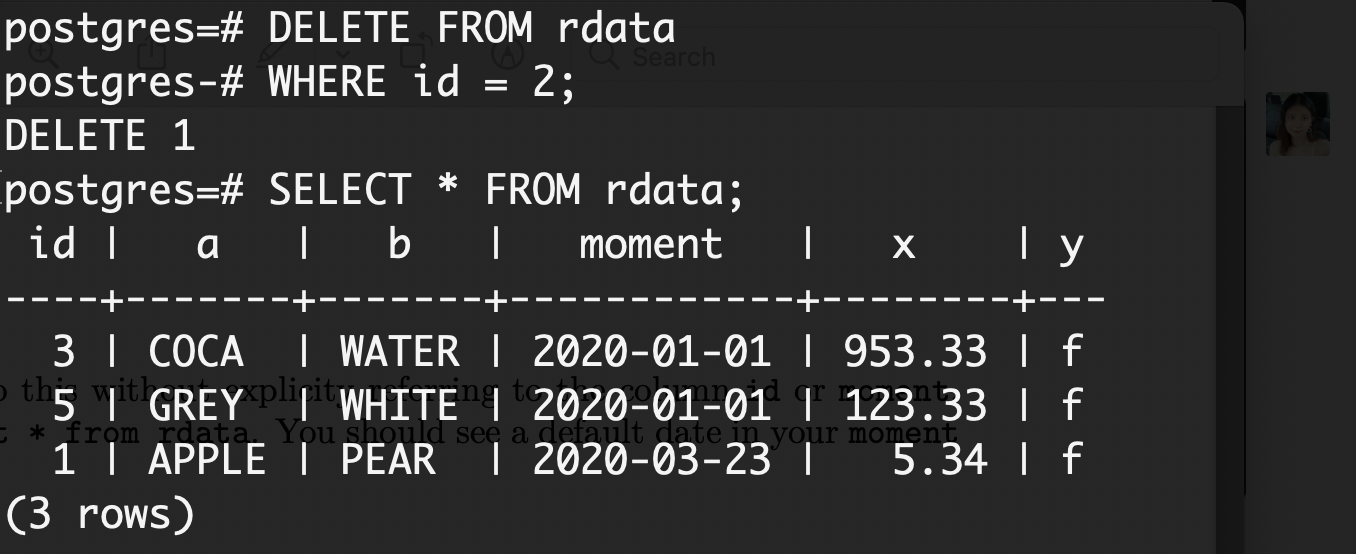 postgres=# DELETE FROM rdata
Search
postgres-# WHERE id = 2;
DELETE 1
postgres=# SELECT * FROM rdata;
 id |   a   |   b   |   moment   |   x    | y
----+-------+-------+------------+--------+---
  3 | COCA  | WATER | 2020-01-01 | 953.33 | f
this without explicity referring to the column id or moment
  5 | GREY  | WHITE | 2020-01-01 | 123.33 | f
* from rdata. You should see a default date in your moment
  1 | APPLE | PEAR  | 2020-03-23 |   5.34 | f
(3 rows)